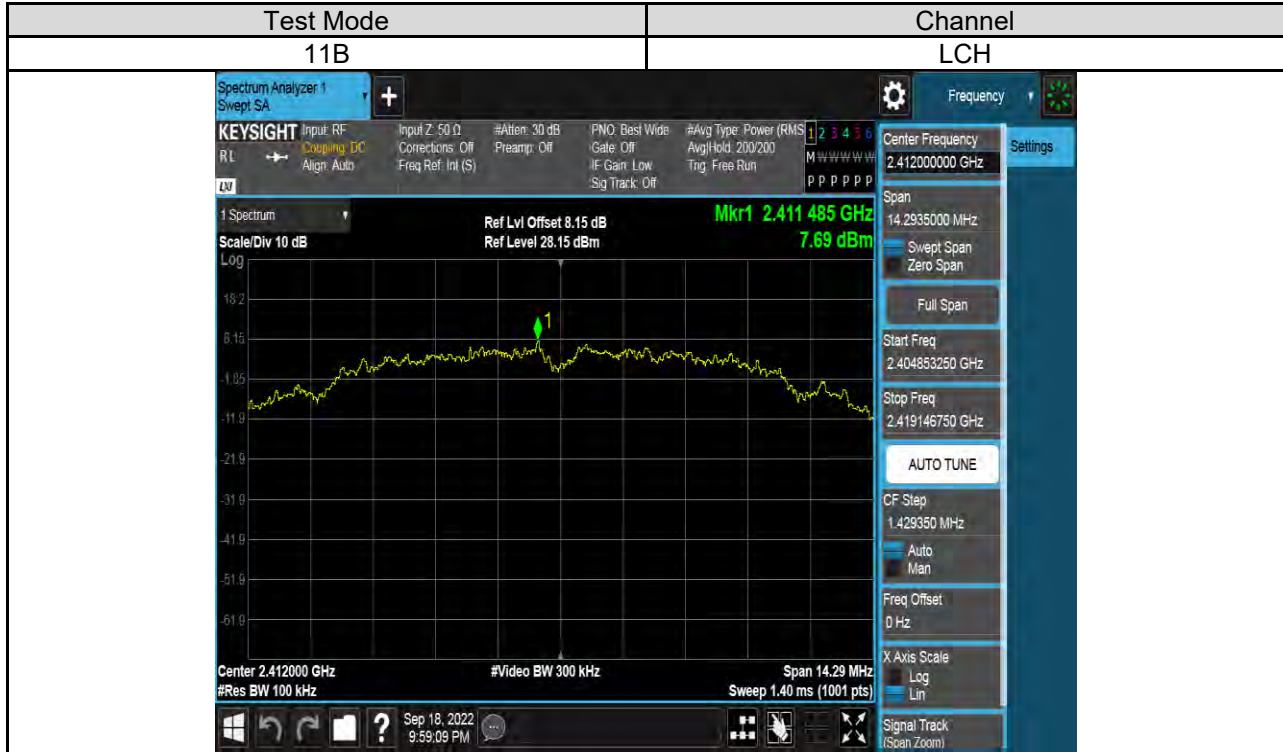 Test Mode
Channel
11B
LCH
Spectrum Analyzer 1
Swept SA
+
Frequency
KEYSIGHT
RL
LXI
Input: RF
Coupling: DC
Align: Auto
Input Z: 50 Ω
Corrections: Off
Freq Ref: Int (S)
#Atten: 30 dB
Preamp: Off
PNO: Best Wide
Gate: Off
IF Gain: Low
Sig Track: Off
#Avg Type: Power (RMS
Avg|Hold: 200/200
Trig: Free Run
1 2 3 4 5 6
M W W W W W
P P P P P P
1 Spectrum
Scale/Div 10 dB
Log
Ref Lvl Offset 8.15 dB
Ref Level 28.15 dBm
Mkr1 2.411 485 GHz
7.69 dBm
18.2
8.15
-1.85
-11.9
-21.9
-31.9
-41.9
-51.9
-61.9
1
Center 2.412000 GHz
#Res BW 100 kHz
#Video BW 300 kHz
Span 14.29 MHz
Sweep 1.40 ms (1001 pts)
?
Sep 18, 2022
9:59:09 PM
Center Frequency
2.412000000 GHz
Settings
Span
14.2935000 MHz
Swept Span
Zero Span
Full Span
Start Freq
2.404853250 GHz
Stop Freq
2.419146750 GHz
AUTO TUNE
CF Step
1.429350 MHz
Auto
Man
Freq Offset
0 Hz
X Axis Scale
Log
Lin
Signal Track
(Span Zoom)